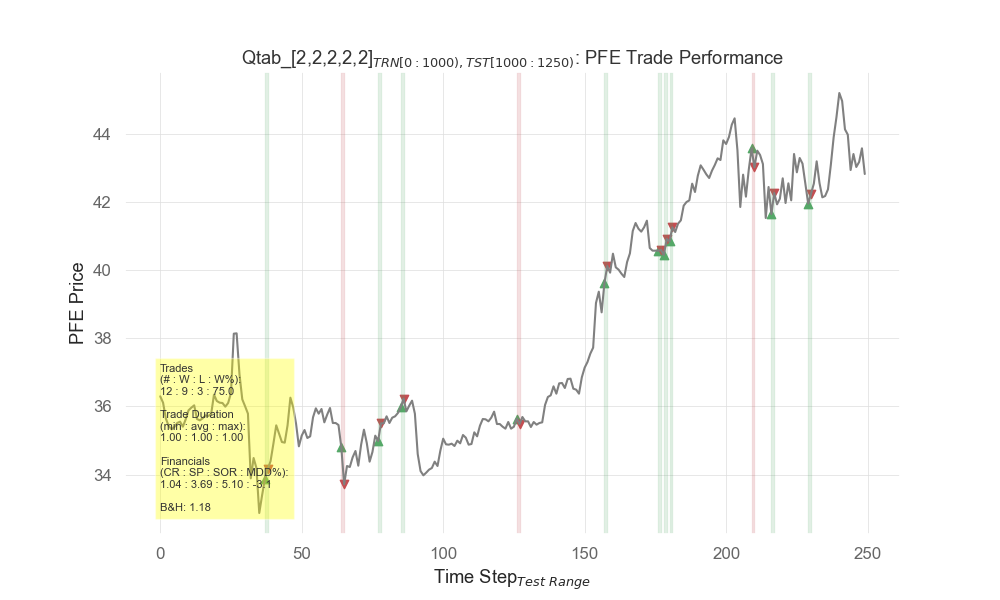 Qtab_[2,2,2,2,2]TRN[0 : 1000), TST[1000 : 1250): PFE Trade Performance
44
42
40
38
36
34
PFE Price
Trades
(# : W : L : W%):
12 : 9 : 3 : 75.0
Trade Duration
(min : avg : max):
1.00 : 1.00 : 1.00
Financials
(CR : SP : SOR : MDD%):
1.04 : 3.69 : 5.10 : -3.1
B&H: 1.18
0 50 100 150 200 250
Time StepTest Range